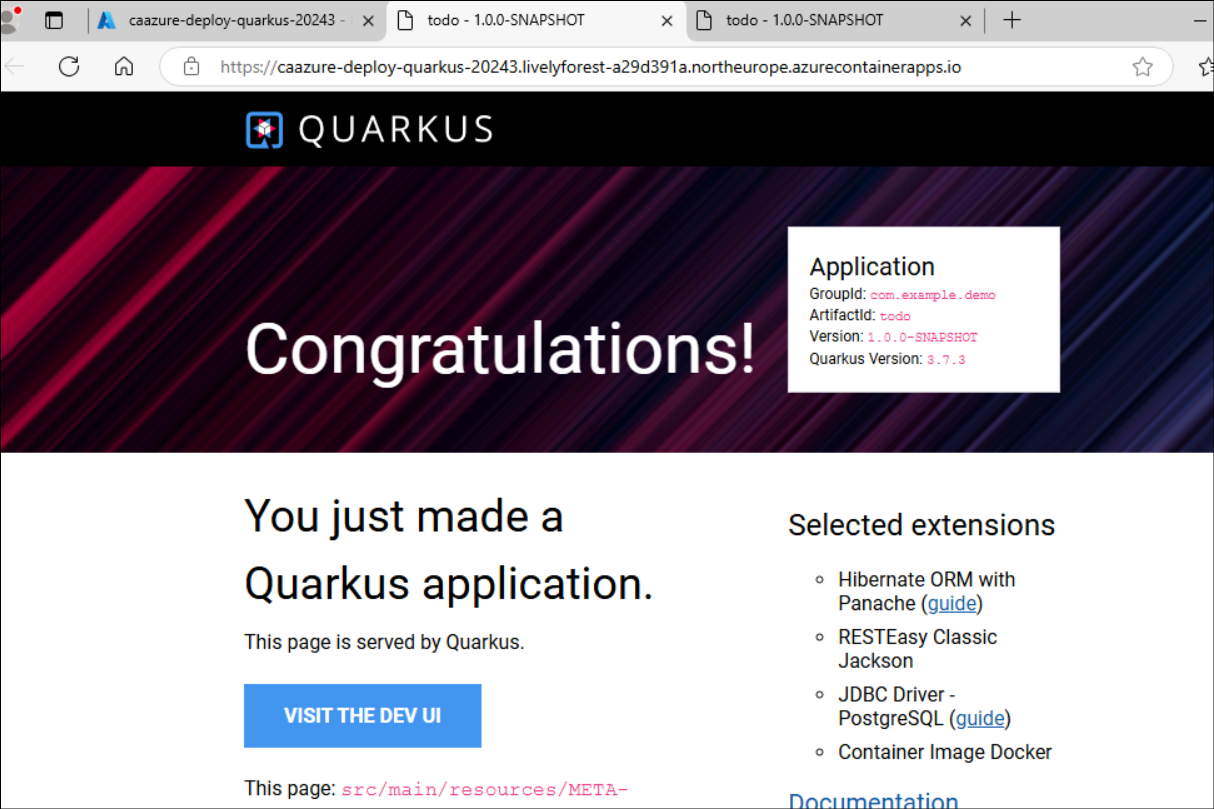 caazure-deploy-quarkus-20243 -
todo - 1.0.0-SNAPSHOT
todo - 1.0.0-SNAPSHOT
https://caazure-deploy-quarkus-20243.livelyforest-a29d391a.northeurope.azurecontainerapps.io
QUARKUS
Congratulations!
Application
GroupId: com.example.demo
ArtifactId: todo
Version: 1.0.0-SNAPSHOT
Quarkus Version: 3.7.3
You just made a
Quarkus application.
This page is served by Quarkus.
VISIT THE DEV UI
This page: src/main/resources/META-
Selected extensions
Hibernate ORM with
Panache (guide)
RESTEasy Classic
Jackson
JDBC Driver -
PostgreSQL (guide)
Container Image Docker
Documentation